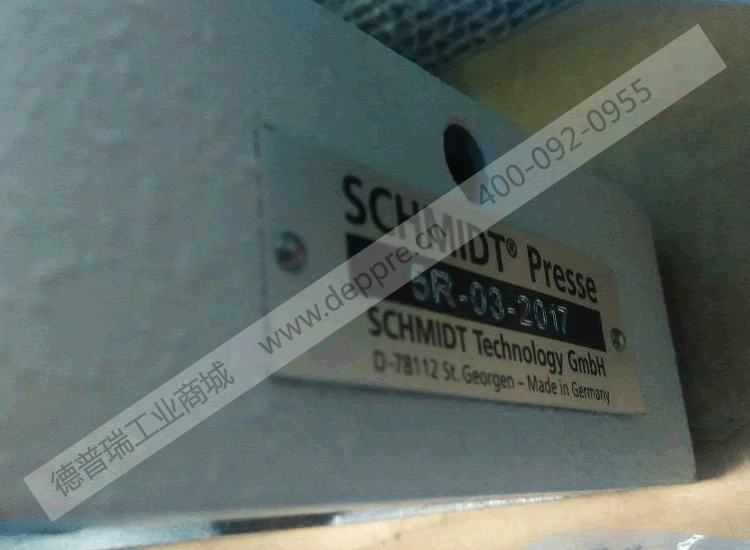 SCHMIDT® Presse
5R-03-2017
SCHMIDT Technology GmbH
D-78112 St. Georgen – Made in Germany
德普瑞工业商城 www.deppre.cn 400-092-0955